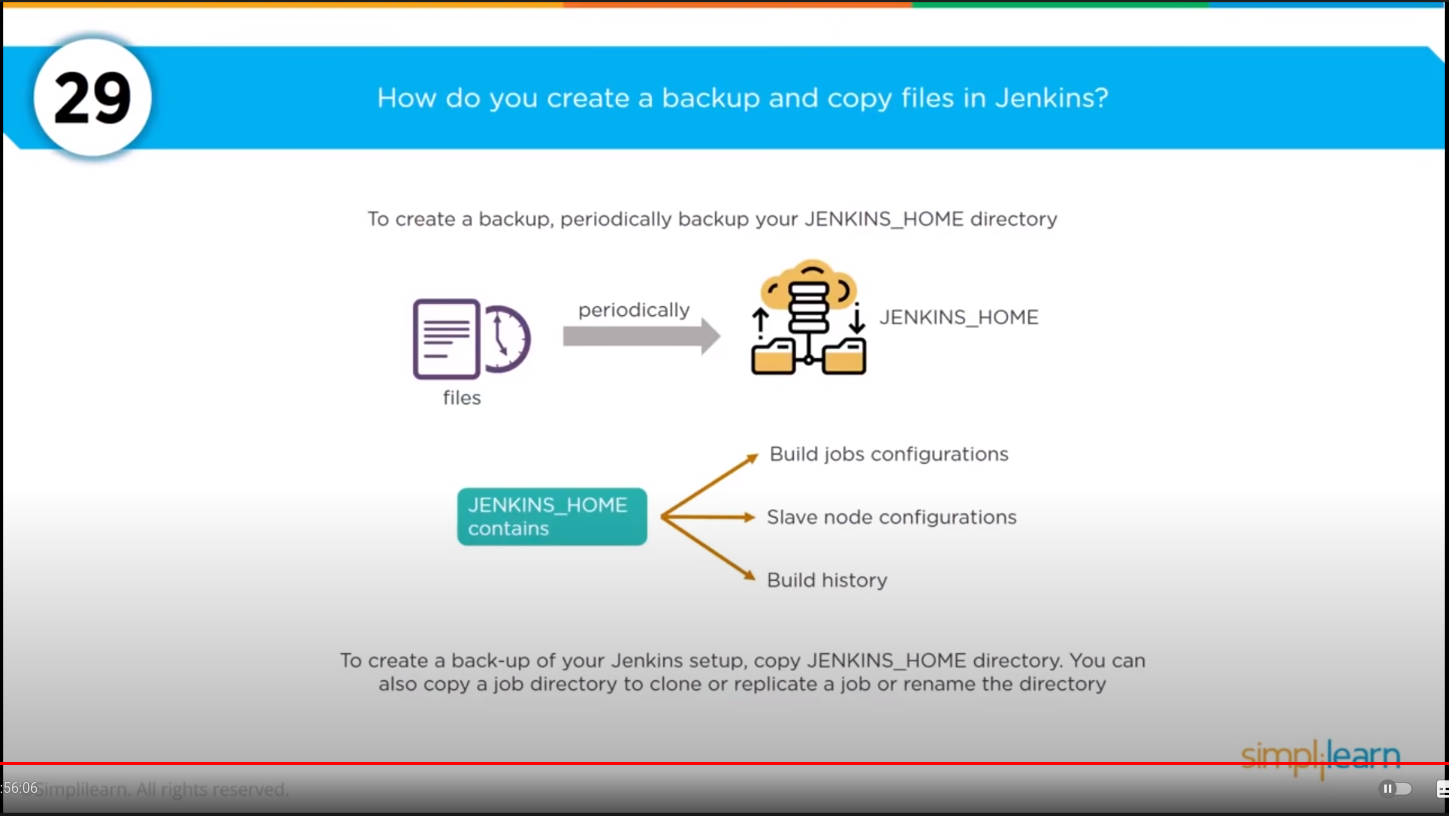 29
How do you create a backup and copy files in Jenkins?
To create a backup, periodically backup your JENKINS_HOME directory
periodically
JENKINS_HOME
files
Build jobs configurations
JENKINS_HOME
contains
Slave node configurations
Build history
To create a back-up of your Jenkins setup, copy JENKINS_HOME directory. You can
also copy a job directory to clone or replicate a job or rename the directory
simplilearn
:56:06
Simplilearn. All rights reserved.